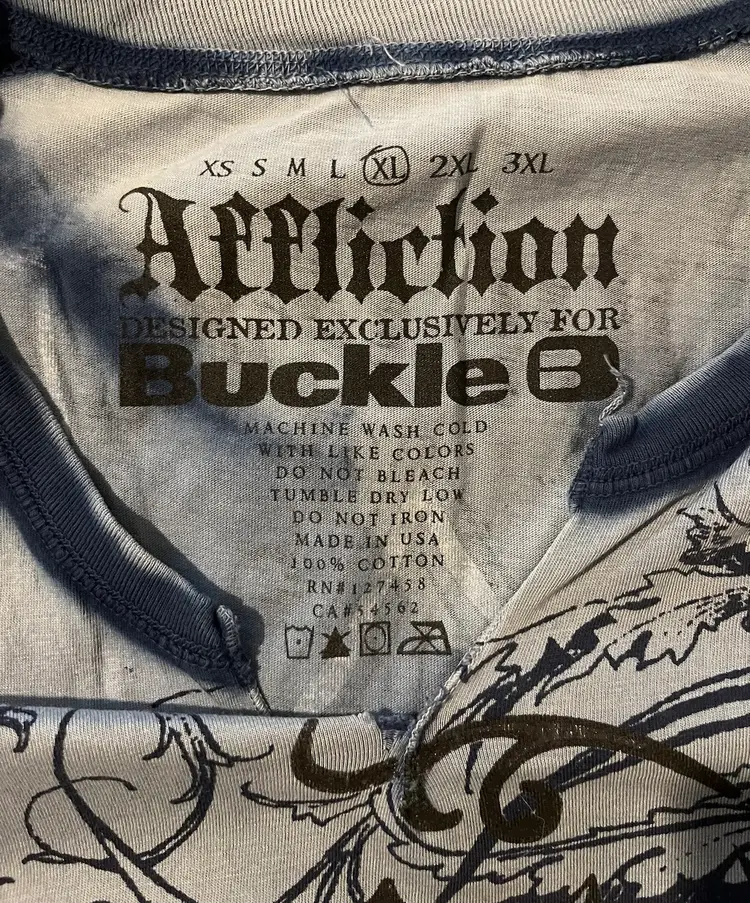 XS S M L XL 2XL 3XL
Affliction
DESIGNED EXCLUSIVELY FOR
Buckle B
MACHINE WASH COLD
WITH LIKE COLORS
DO NOT BLEACH
TUMBLE DRY LOW
DO NOT IRON
MADE IN USA
100% COTTON
RN#127458
CA#54562